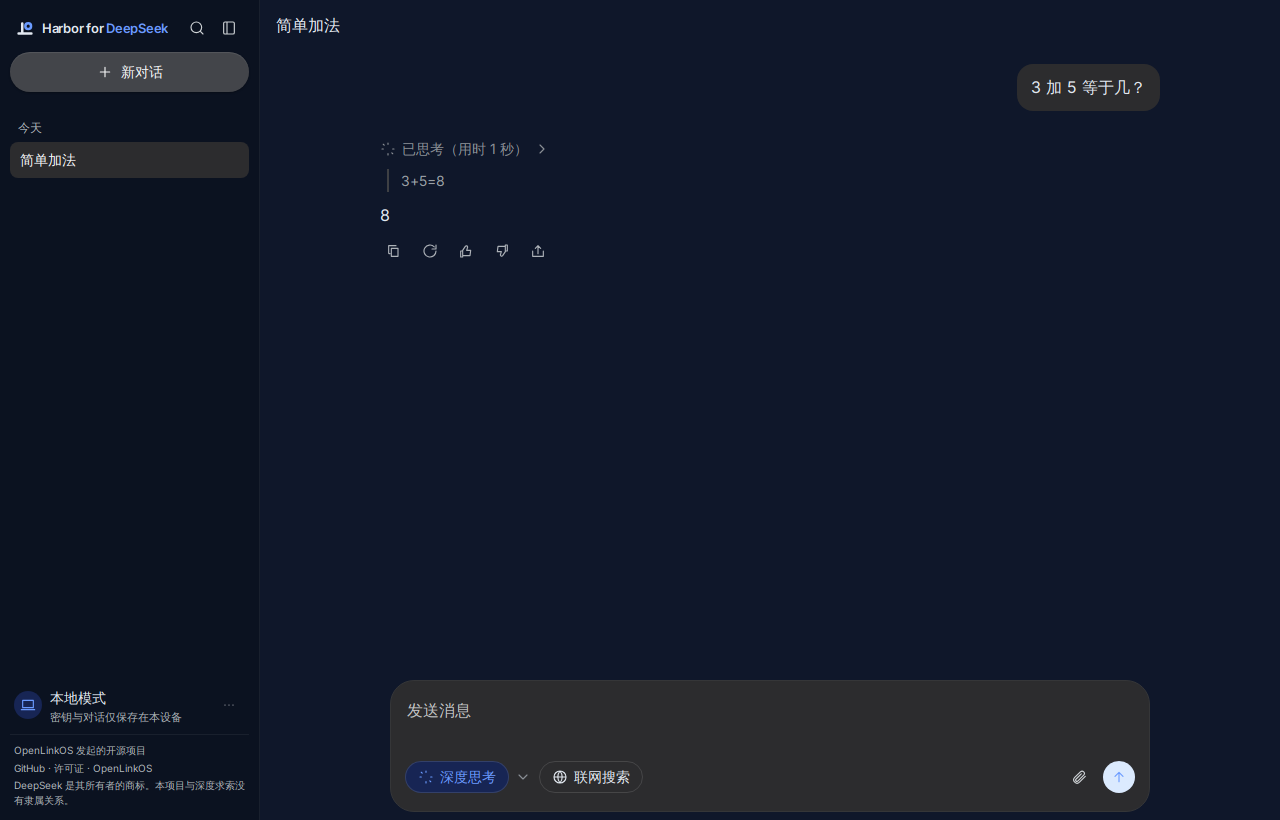 Harbor for DeepSeek
新对话
今天
简单加法
本地模式
密钥与对话仅保存在本设备
OpenLinkOS 发起的开源项目
GitHub · 许可证 · OpenLinkOS
DeepSeek 是其所有者的商标。本项目与深度求索没
有隶属关系。
简单加法
3 加 5 等于几？
已思考（用时 1 秒）
3+5=8
8
发送消息
深度思考
联网搜索